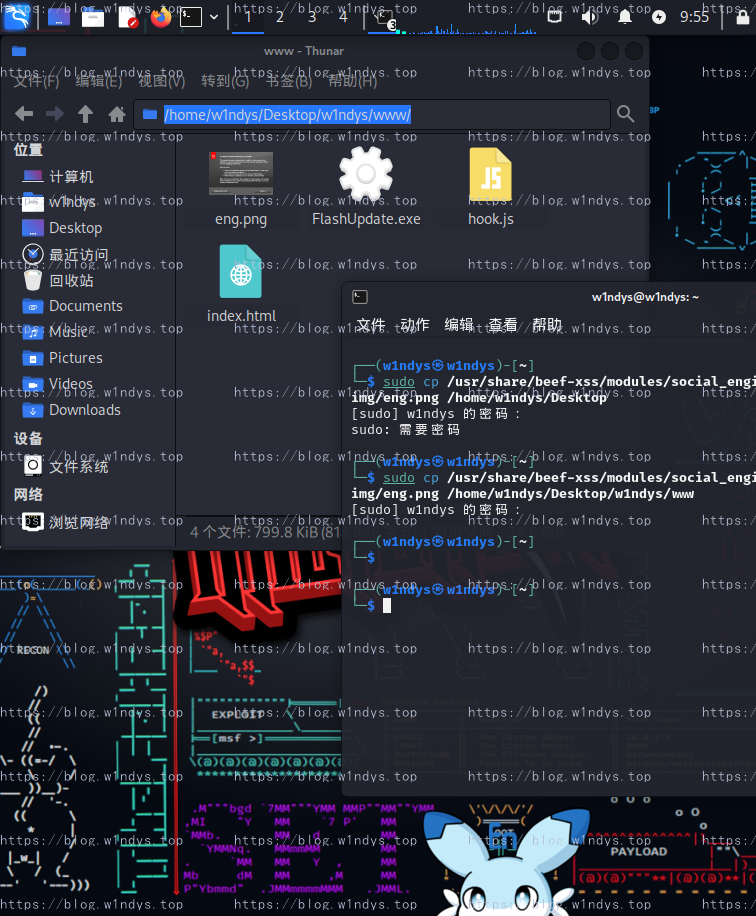 1 2 3 4 3 9:55
www - Thunar
文件(F) 编辑(E) 视图(V) 转到(G) 书签(B) 帮助(H)
/home/w1ndys/Desktop/w1ndys/www/
位置
计算机
w1ndys
Desktop
最近访问
回收站
Documents
Music
Pictures
Videos
Downloads
设备
文件系统
网络
浏览网络
eng.png FlashUpdate.exe hook.js
index.html
4 个文件: 799.8 KiB (81
w1ndys@w1ndys: ~
文件 动作 编辑 查看 帮助
┌──(w1ndys㉿w1ndys)-[~]
└─$ sudo cp /usr/share/beef-xss/modules/social_engi
img/eng.png /home/w1ndys/Desktop
[sudo] w1ndys 的密码：
sudo: 需要密码
┌──(w1ndys㉿w1ndys)-[~]
└─$ sudo cp /usr/share/beef-xss/modules/social_engi
img/eng.png /home/w1ndys/Desktop/w1ndys/www
[sudo] w1ndys 的密码：
┌──(w1ndys㉿w1ndys)-[~]
└─$
┌──(w1ndys㉿w1ndys)-[~]
└─$
RECON
EXPLOIT
[msf >]
LOOT
PAYLOAD
https://blog.w1ndys.top